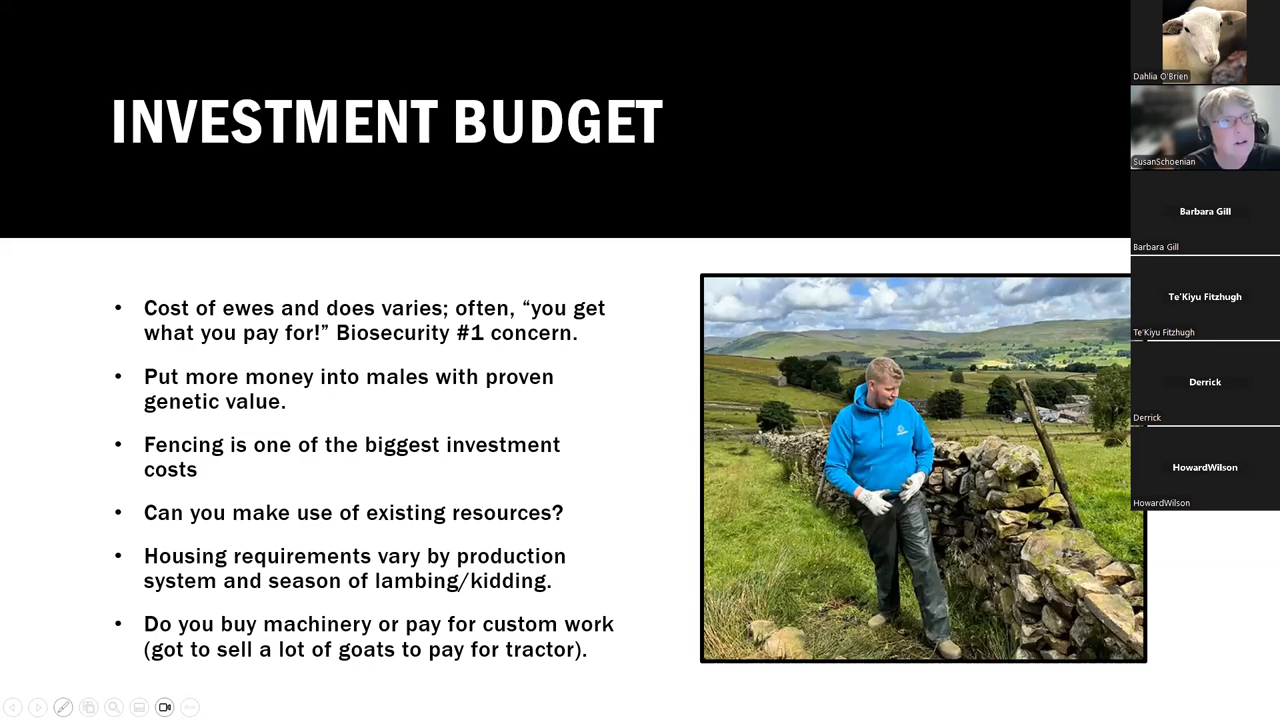 INVESTMENT BUDGET
• Cost of ewes and does varies; often, “you get
what you pay for!” Biosecurity #1 concern.
• Put more money into males with proven
genetic value.
• Fencing is one of the biggest investment
costs
• Can you make use of existing resources?
• Housing requirements vary by production
system and season of lambing/kidding.
• Do you buy machinery or pay for custom work
(got to sell a lot of goats to pay for tractor).
Dahlia O'Brien
SusanSchoenian
Barbara Gill
Barbara Gill
Te'Kiyu Fitzhugh
Te'Kiyu Fitzhugh
Derrick
Derrick
HowardWilson
HowardWilson